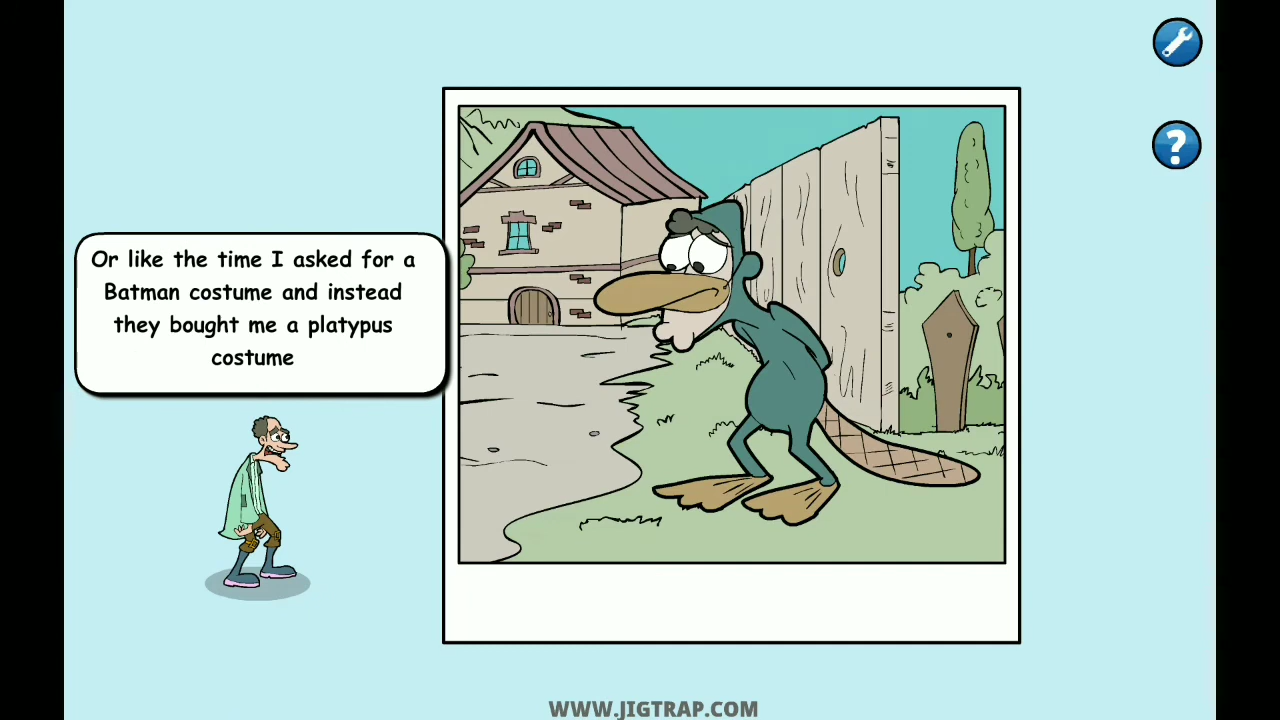 Or like the time I asked for a
Batman costume and instead
they bought me a platypus
costume
?
WWW.JIGTRAP.COM